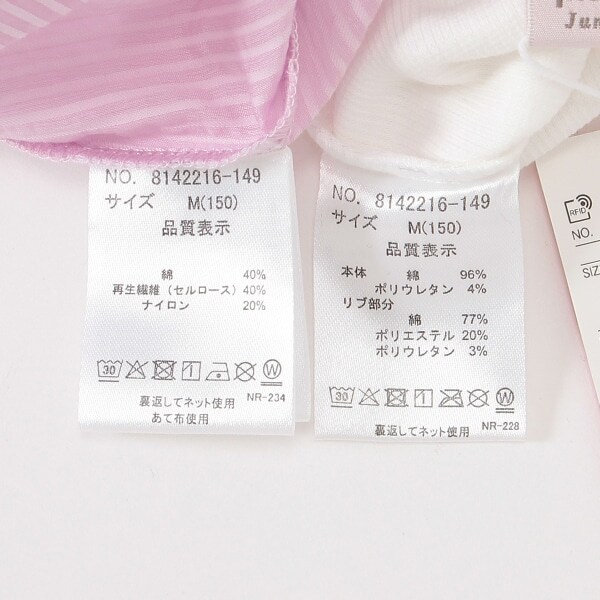 NO. 8142216-149
サイズ M(150)
品質表示
綿 40%
再生繊維（セルロース）40%
ナイロン 20%
30
W
裏返してネット使用 NR-234
あて布使用
NO. 8142216-149
サイズ M(150)
品質表示
本体 綿 96%
ポリウレタン 4%
リブ部分
綿 77%
ポリエステル 20%
ポリウレタン 3%
30
W
裏返してネット使用 NR-228
RFID
NO.